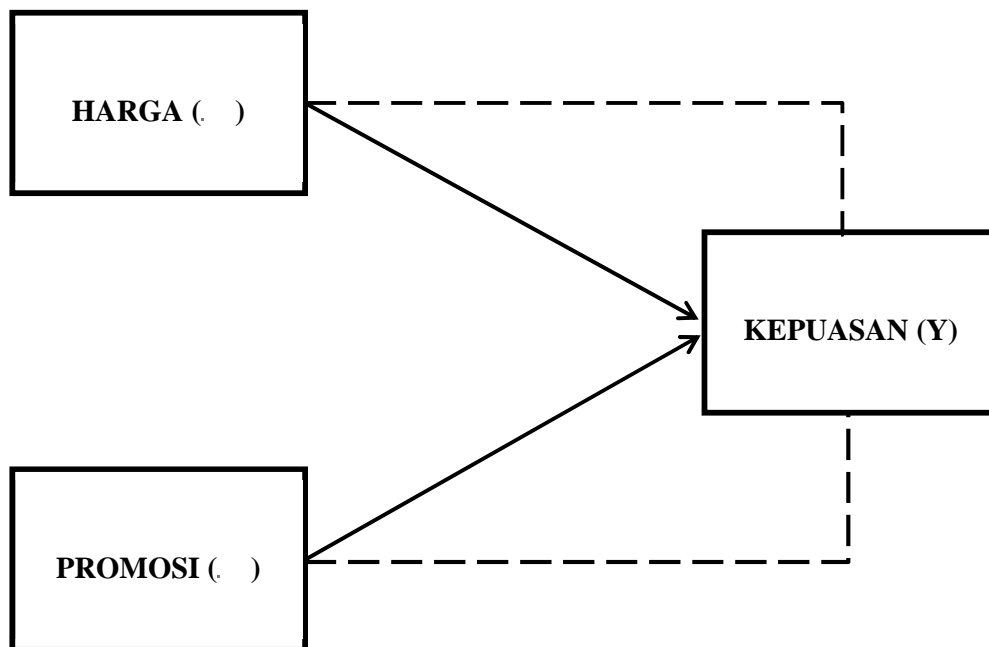 HARGA (. )
KEPUASAN (Y)
PROMOSI (. )